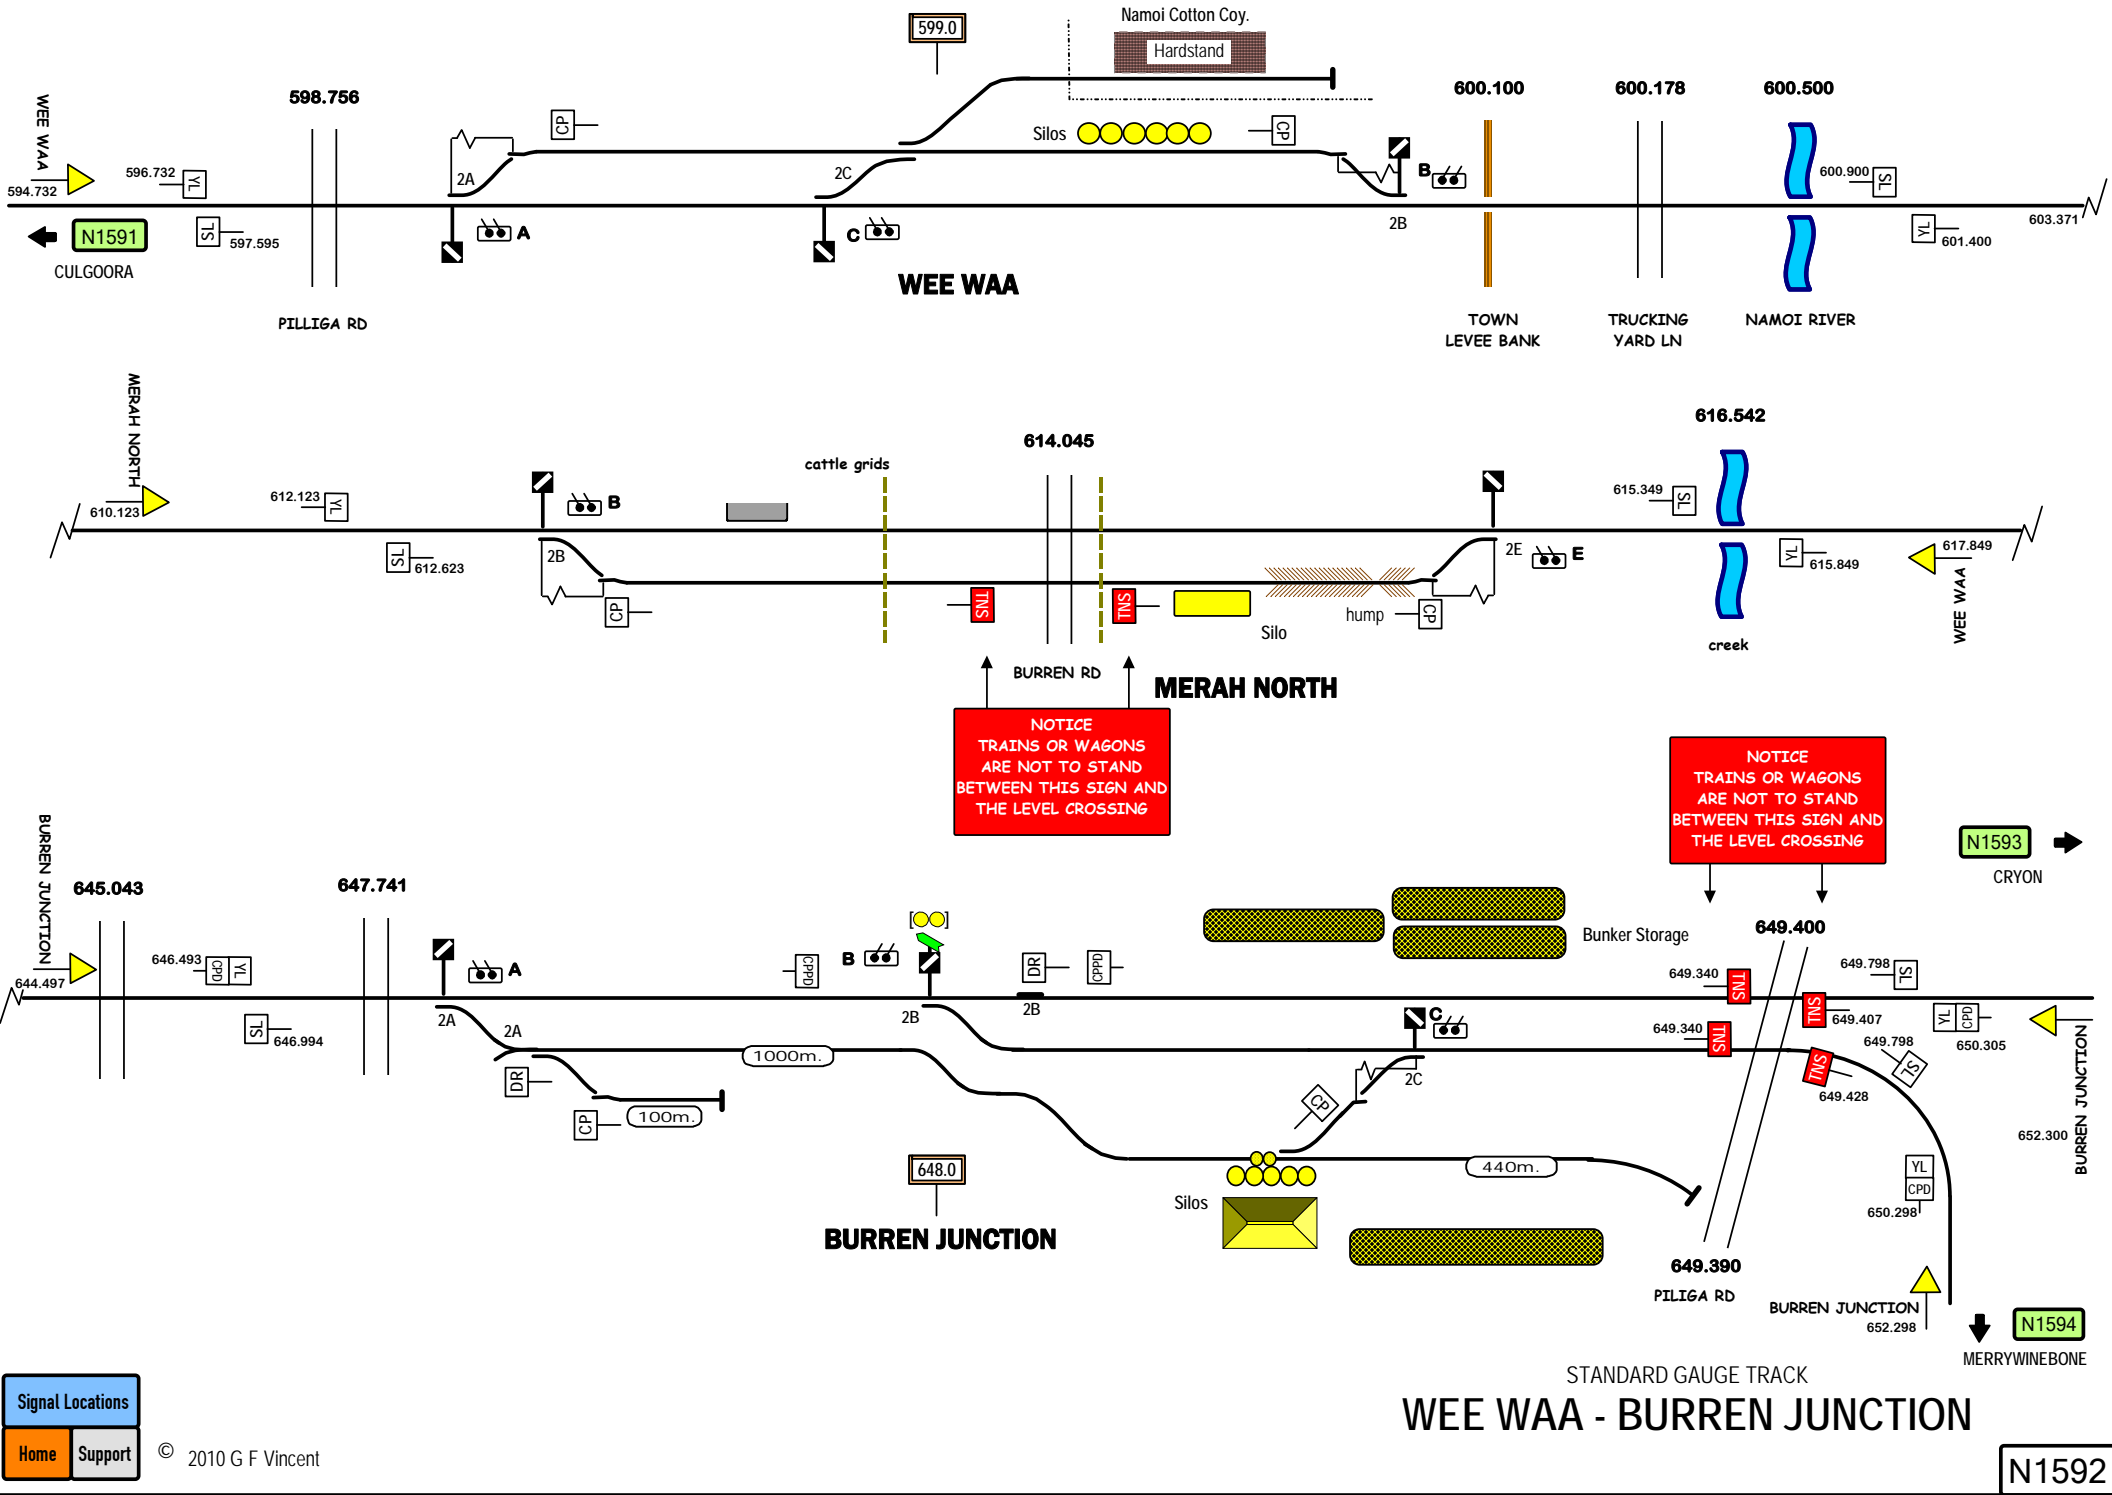 Namoi Cotton Coy.
Hardstand
599.0
WEE WAA
594.732
596.732
YL
SL
597.595
598.756
N1591
CULGOORA
PILLIGA RD
CP
2A
A
2C
C
Silos
CP
B
2B
WEE WAA
600.100
600.178
600.500
TOWN
LEVEE BANK
TRUCKING
YARD LN
NAMOI RIVER
600.900
SL
YL
601.400
603.371
MERAH NORTH
610.123
612.123
YL
SL
612.623
B
2B
CP
cattle grids
614.045
TNS
TNS
BURREN RD
Silo
hump
CP
2E
E
MERAH NORTH
615.349
SL
616.542
creek
YL
615.849
617.849
WEE WAA
NOTICE
TRAINS OR WAGONS
ARE NOT TO STAND
BETWEEN THIS SIGN AND
THE LEVEL CROSSING
NOTICE
TRAINS OR WAGONS
ARE NOT TO STAND
BETWEEN THIS SIGN AND
THE LEVEL CROSSING
N1593
CRYON
BURREN JUNCTION
644.497
645.043
646.493
CPD
YL
SL
646.994
647.741
A
2A
2A
DR
CP
100m.
1000m.
CPPD
B
[ ]
2B
DR
2B
CPPD
Bunker Storage
C
2C
CP
649.400
649.340
TNS
649.340
TNS
TNS
649.407
TNS
649.428
649.798
SL
649.798
SL
YL
CPD
650.305
652.300
BURREN JUNCTION
YL
CPD
650.298
648.0
BURREN JUNCTION
Silos
440m.
649.390
PILIGA RD
BURREN JUNCTION
652.298
N1594
MERRYWINEBONE
STANDARD GAUGE TRACK
WEE WAA - BURREN JUNCTION
Signal Locations
Home
Support
© 2010 G F Vincent
N1592